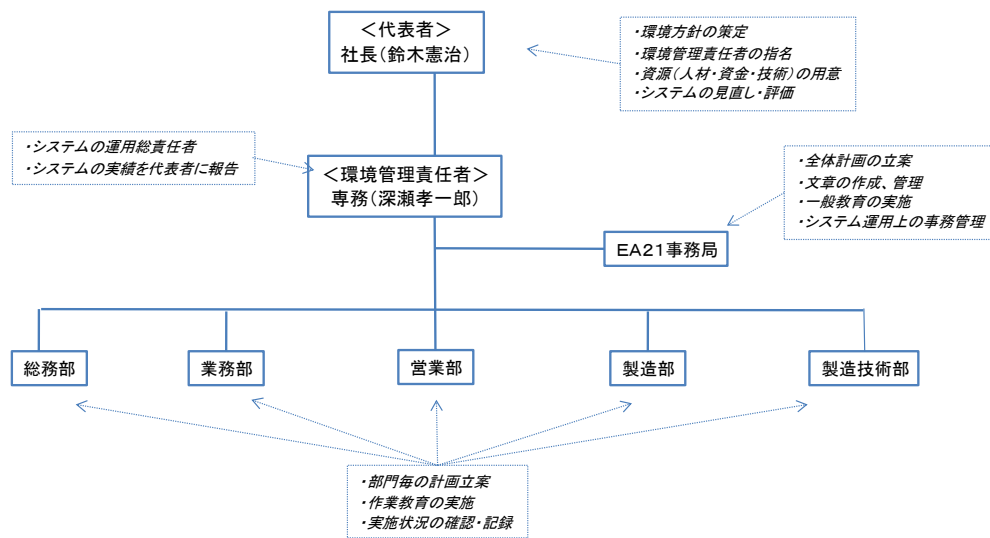 ＜代表者＞
社長（鈴木憲治）
・環境方針の策定
・環境管理責任者の指名
・資源（人材・資金・技術）の用意
・システムの見直し・評価
・システムの運用総責任者
・システムの実績を代表者に報告
＜環境管理責任者＞
専務（深瀬孝一郎）
・全体計画の立案
・文章の作成、管理
・一般教育の実施
・システム運用上の事務管理
ＥＡ２１事務局
総務部
業務部
営業部
製造部
製造技術部
・部門毎の計画立案
・作業教育の実施
・実施状況の確認・記録